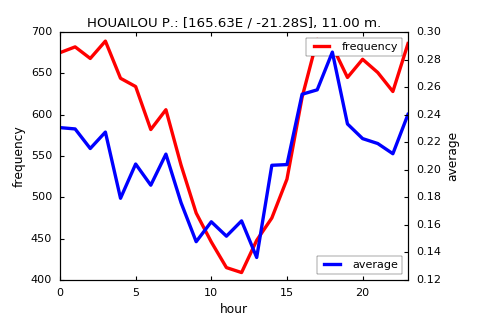 HOUAILOU P.: [165.63E / -21.28S], 11.00 m.
700
650
600
550
500
450
400
frequency
0.30
0.28
0.26
0.24
0.22
0.20
0.18
0.16
0.14
0.12
average
frequency
average
0 5 10 15 20
hour